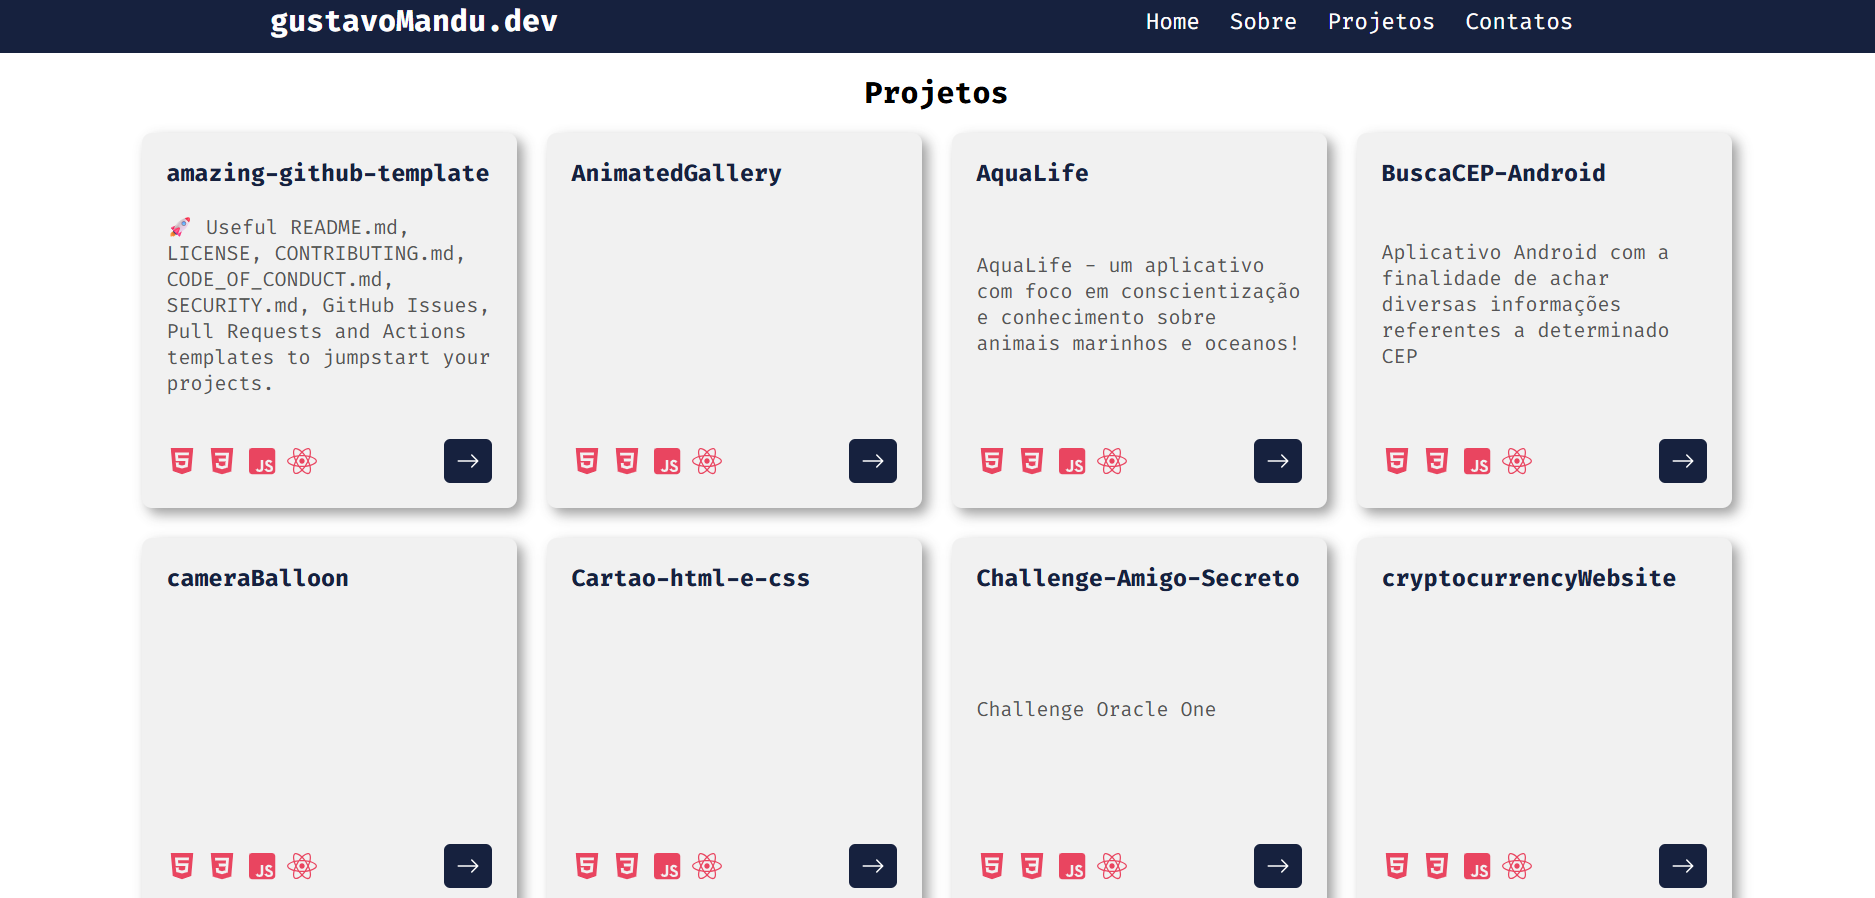 gustavoMandu.dev
Home Sobre Projetos Contatos
Projetos
amazing-github-template
🚀 Useful README.md,
LICENSE, CONTRIBUTING.md,
CODE_OF_CONDUCT.md,
SECURITY.md, GitHub Issues,
Pull Requests and Actions
templates to jumpstart your
projects.
JS
AnimatedGallery
JS
AquaLife
AquaLife - um aplicativo
com foco em conscientização
e conhecimento sobre
animais marinhos e oceanos!
JS
BuscaCEP-Android
Aplicativo Android com a
finalidade de achar
diversas informações
referentes a determinado
CEP
JS
cameraBalloon
JS
Cartao-html-e-css
JS
Challenge-Amigo-Secreto
Challenge Oracle One
JS
cryptocurrencyWebsite
JS